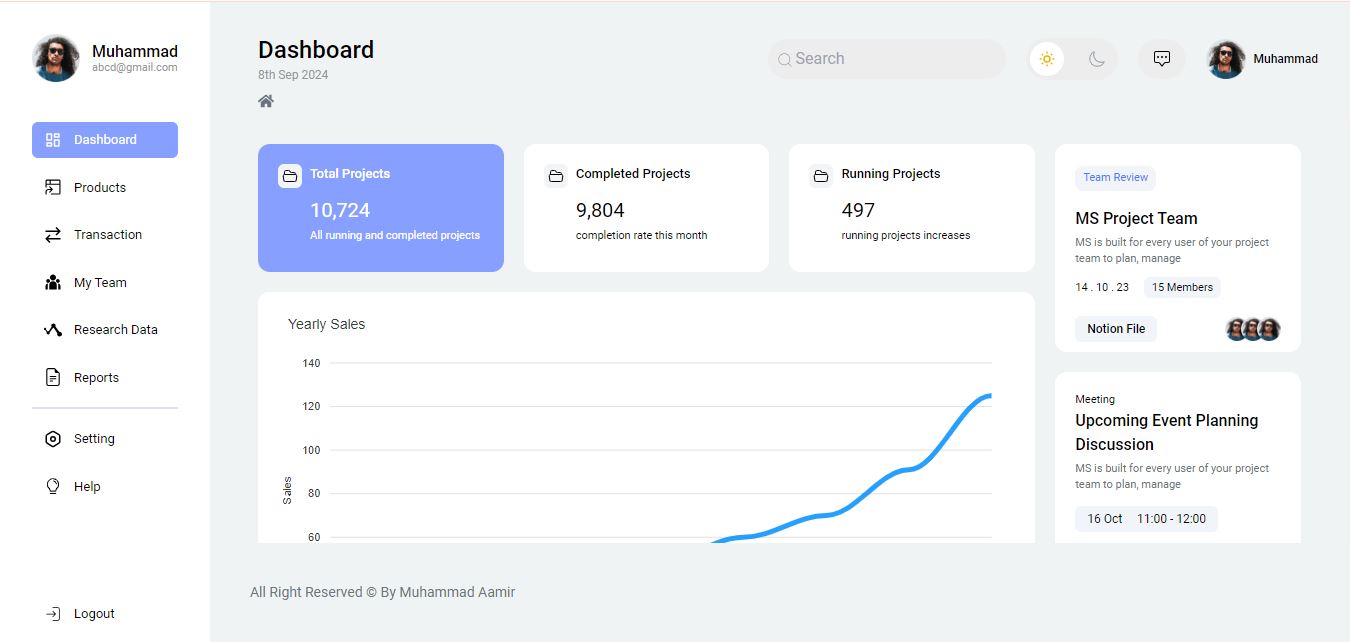 Muhammad
abcd@gmail.com
Dashboard
Products
Transaction
My Team
Research Data
Reports
Setting
Help
Logout
Dashboard
8th Sep 2024
Search
Muhammad
Total Projects
10,724
All running and completed projects
Completed Projects
9,804
completion rate this month
Running Projects
497
running projects increases
Yearly Sales
140
120
100
80
60
Sales
Team Review
MS Project Team
MS is built for every user of your project
team to plan, manage
14 . 10 . 23 15 Members
Notion File
Meeting
Upcoming Event Planning
Discussion
MS is built for every user of your project
team to plan, manage
16 Oct 11:00 - 12:00
All Right Reserved © By Muhammad Aamir